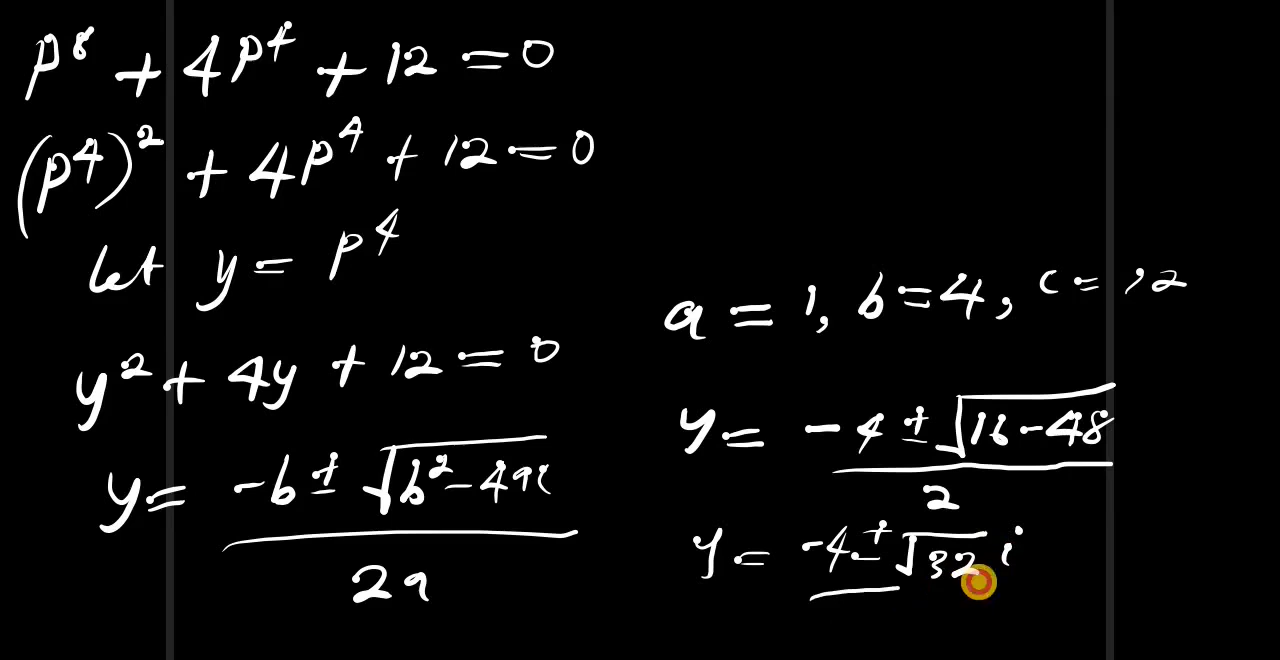 p⁸ + 4p⁴ + 12 = 0
(p⁴)² + 4p⁴ + 12 = 0
let y = p⁴
y² + 4y + 12 = 0
y = (-b ± √(b² - 4ac)) / 2a
a = 1, b = 4, c = 12
y = (-4 ± √(16 - 48)) / 2
y = -4 ± √32 i